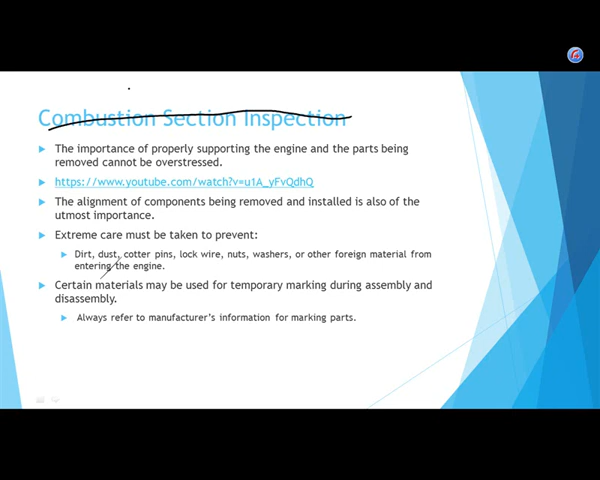 Combustion Section Inspection
The importance of properly supporting the engine and the parts being
removed cannot be overstressed.
https://www.youtube.com/watch?v=u1A_yFvQdhQ
The alignment of components being removed and installed is also of the
utmost importance.
Extreme care must be taken to prevent:
Dirt, dust, cotter pins, lock wire, nuts, washers, or other foreign material from
entering the engine.
Certain materials may be used for temporary marking during assembly and
disassembly.
Always refer to manufacturer's information for marking parts.